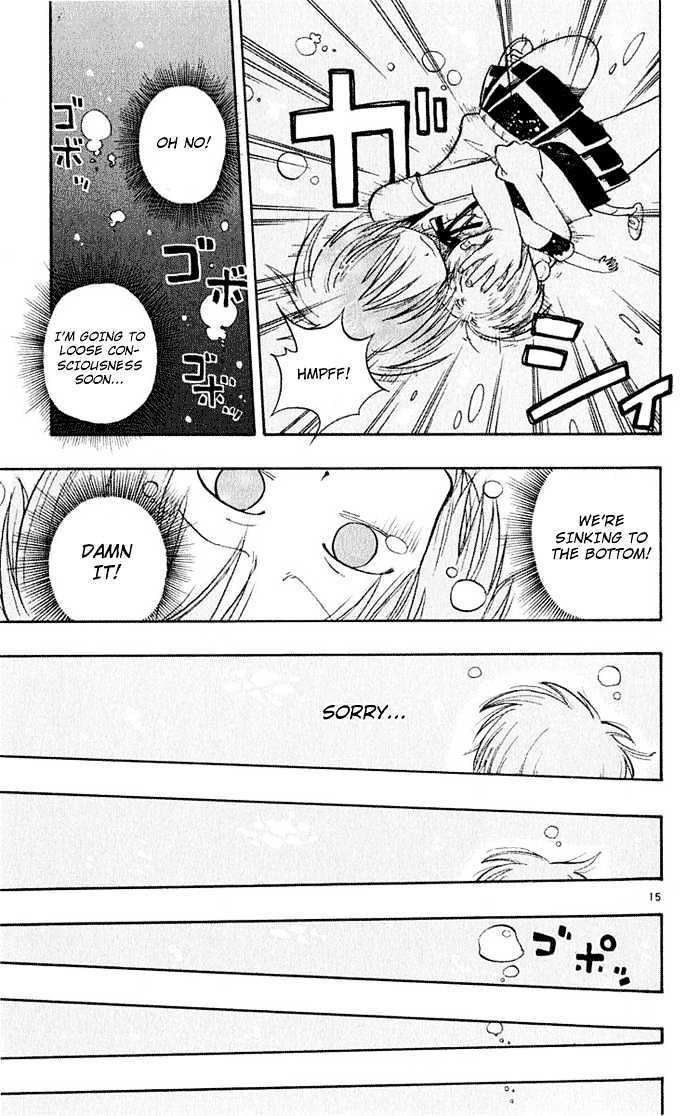 ガ
シィ
HMPFF!
OH NO!
ゴボッ
ゴボ
ゴボ
I'M GOING TO
LOOSE CON-
SCIOUSNESS
SOON...
WE'RE
SINKING TO
THE BOTTOM!
DAMN
IT!
SORRY...
15
ゴポッ